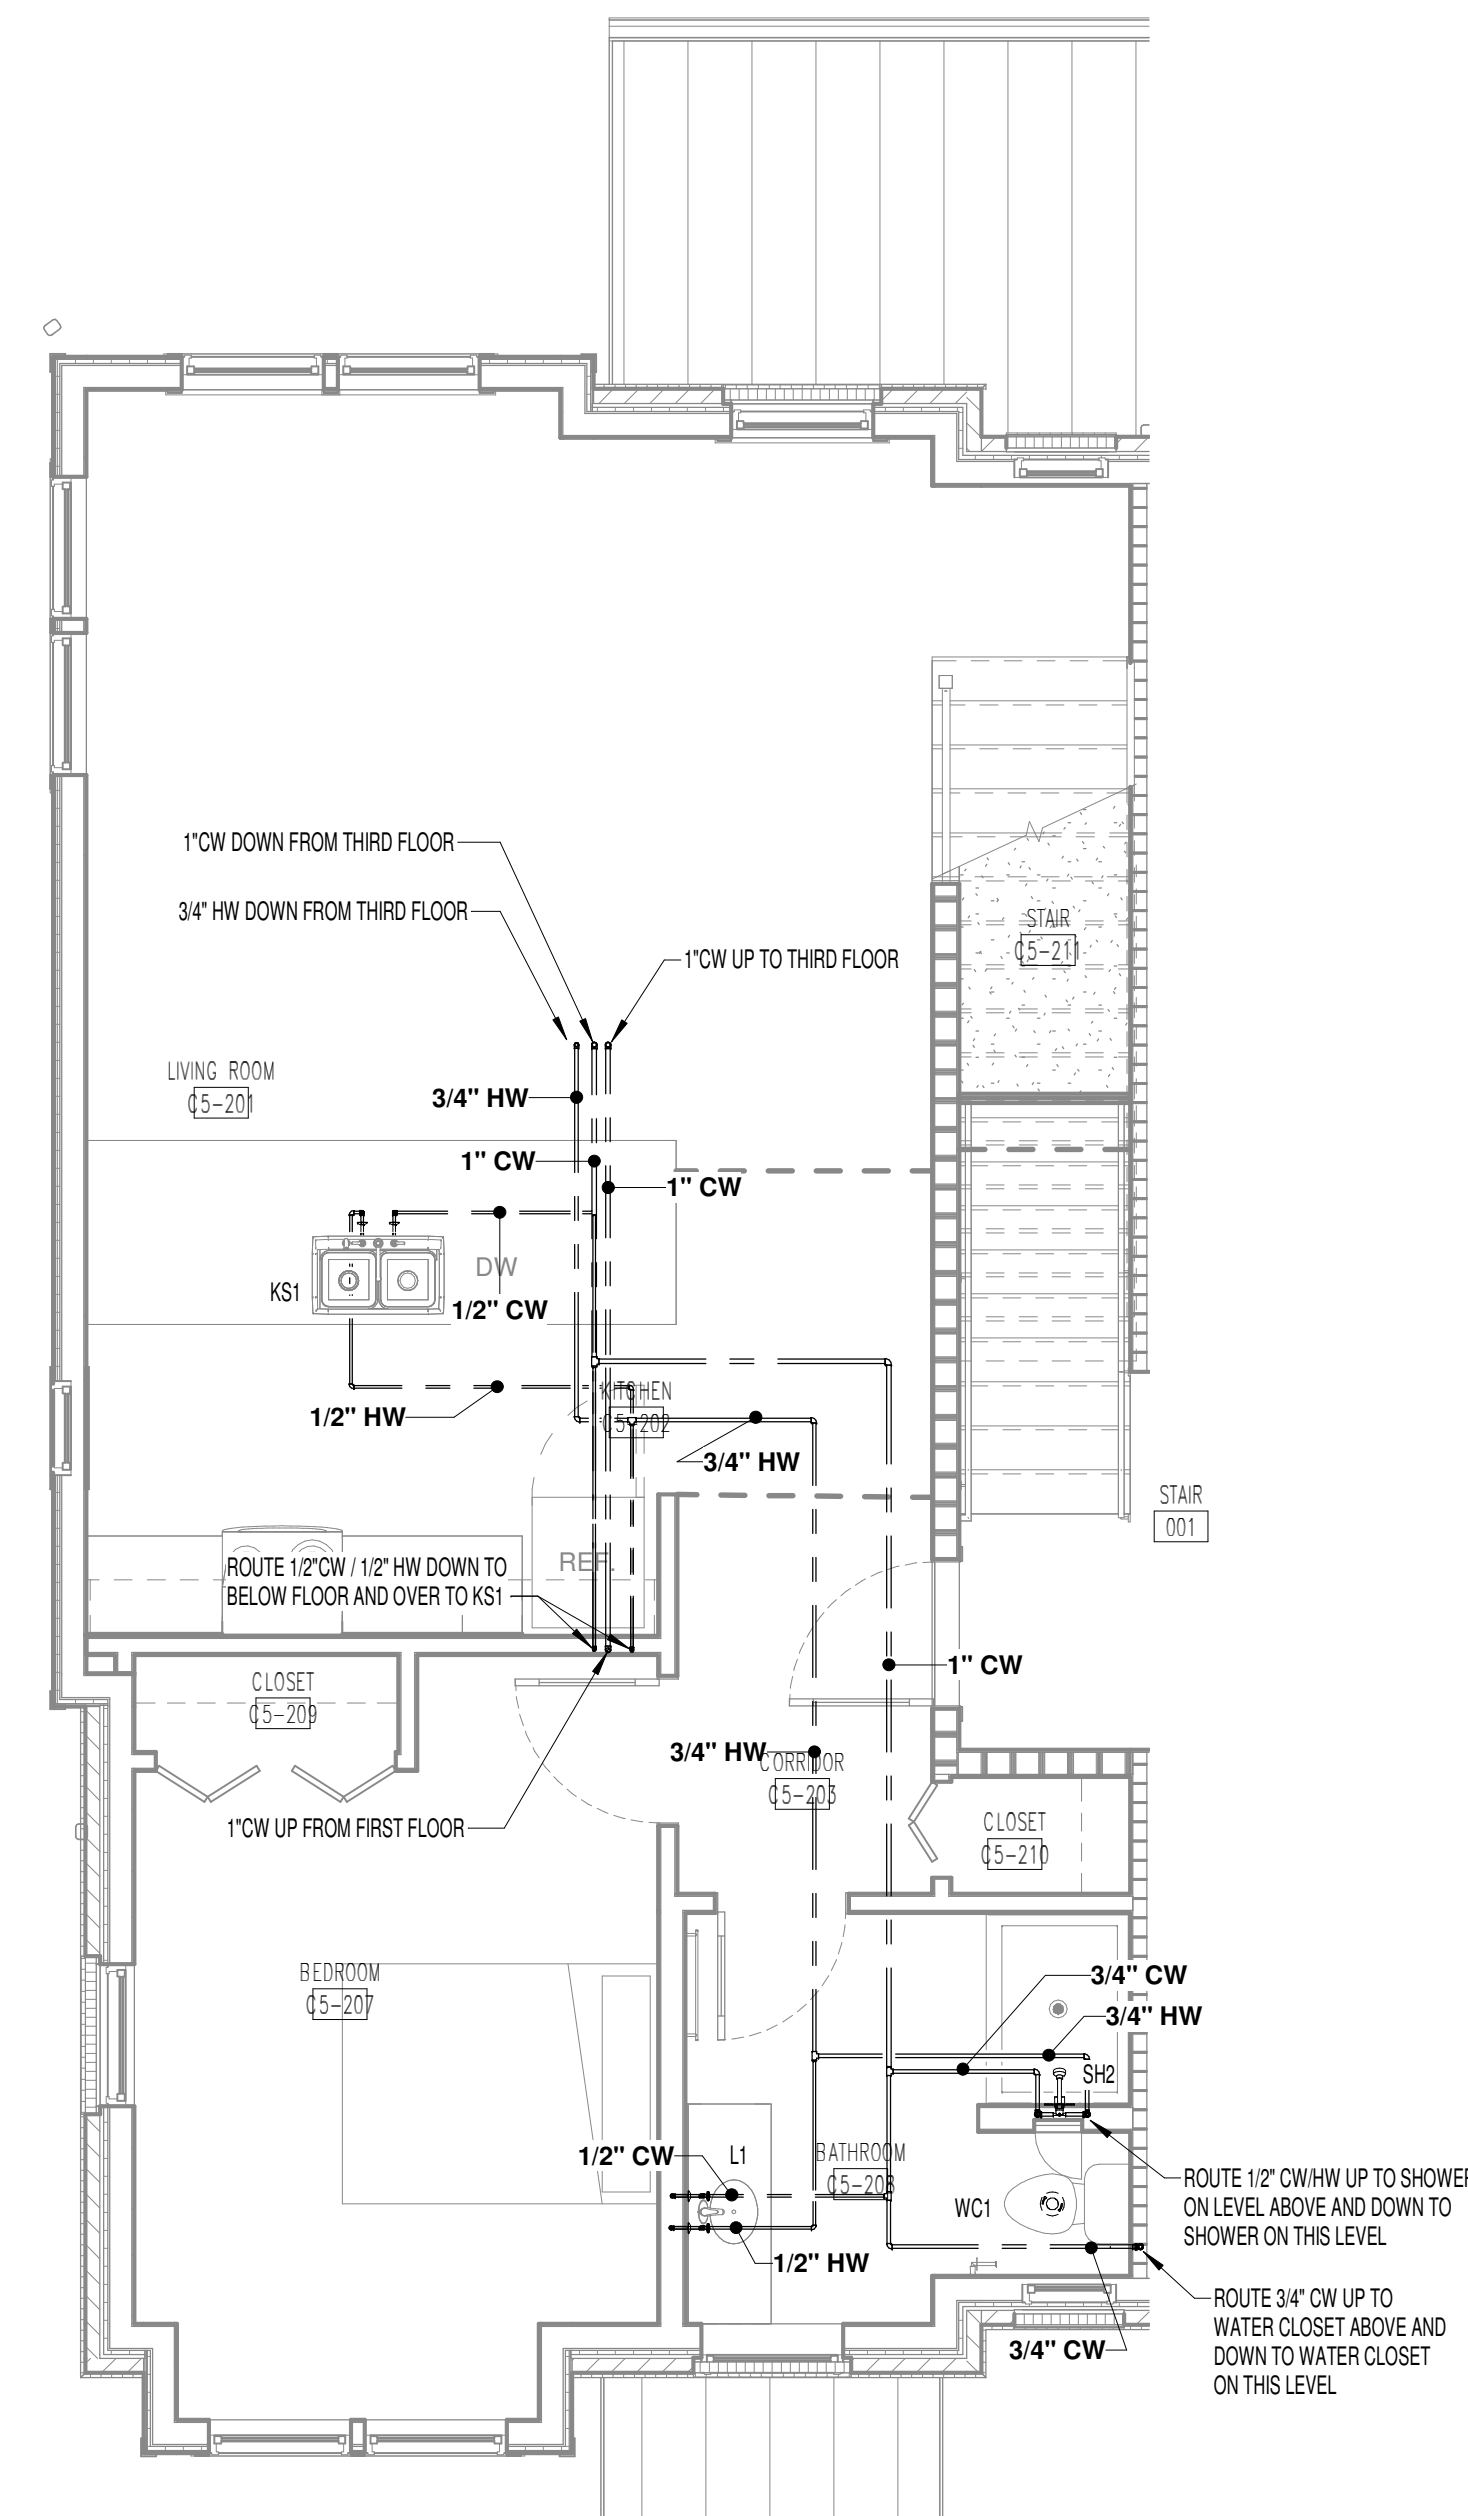 1"CW DOWN FROM THIRD FLOOR
3/4" HW DOWN FROM THIRD FLOOR
1"CW UP TO THIRD FLOOR
STAIR
C5-211
LIVING ROOM
C5-201
3/4" HW
1" CW
1" CW
DW
KS1
1/2" CW
KITCHEN
C5-202
1/2" HW
3/4" HW
STAIR
001
REF.
ROUTE 1/2"CW / 1/2" HW DOWN TO
BELOW FLOOR AND OVER TO KS1
1" CW
CLOSET
C5-209
3/4" HW
CORRIDOR
C5-203
1"CW UP FROM FIRST FLOOR
CLOSET
C5-210
BEDROOM
C5-207
3/4" CW
3/4" HW
SH2
1/2" CW
L1
BATHROOM
C5-208
WC1
ROUTE 1/2" CW/HW UP TO SHOWER
ON LEVEL ABOVE AND DOWN TO
SHOWER ON THIS LEVEL
1/2" HW
ROUTE 3/4" CW UP TO
WATER CLOSET ABOVE AND
DOWN TO WATER CLOSET
ON THIS LEVEL
3/4" CW